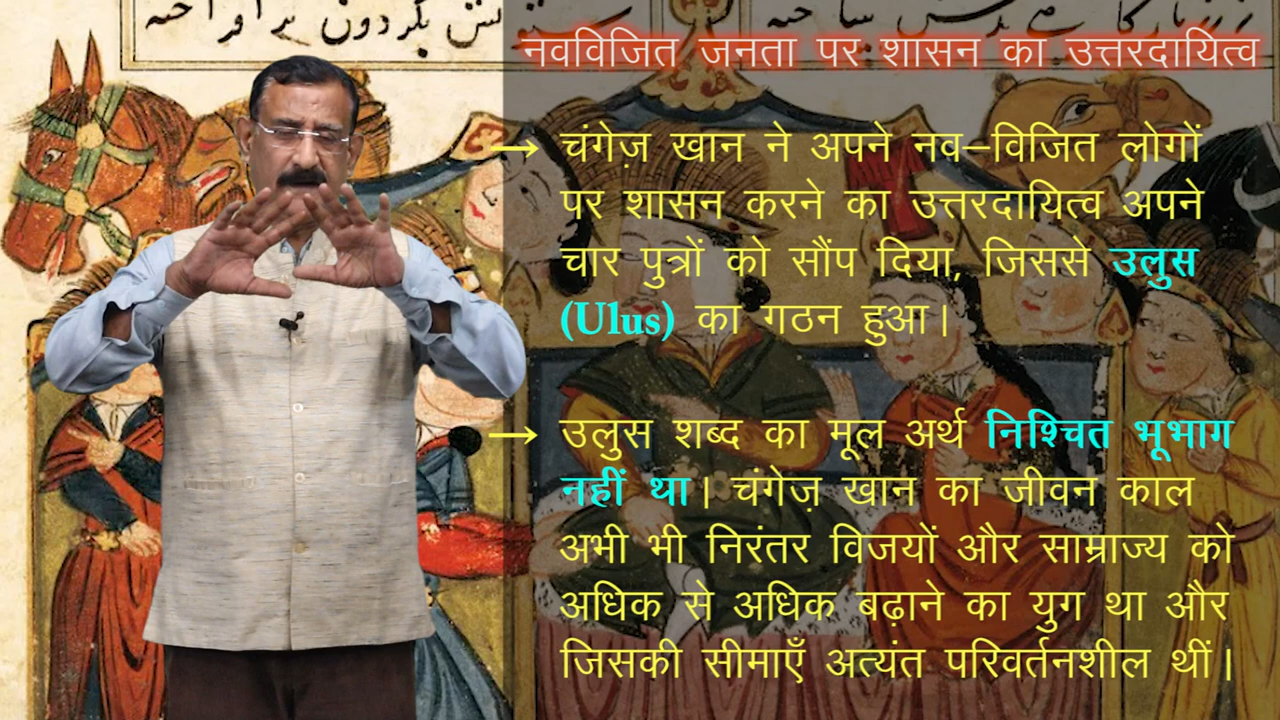 नवविजित जनता पर शासन का उत्तरदायित्व
→ चंगेज़ खान ने अपने नव–विजित लोगों
पर शासन करने का उत्तरदायित्व अपने
चार पुत्रों को सौंप दिया, जिससे उलुस
(Ulus) का गठन हुआ।
→ उलुस शब्द का मूल अर्थ निश्चित भूभाग
नहीं था। चंगेज़ खान का जीवन काल
अभी भी निरंतर विजयों और साम्राज्य को
अधिक से अधिक बढ़ाने का युग था और
जिसकी सीमाएँ अत्यंत परिवर्तनशील थीं।